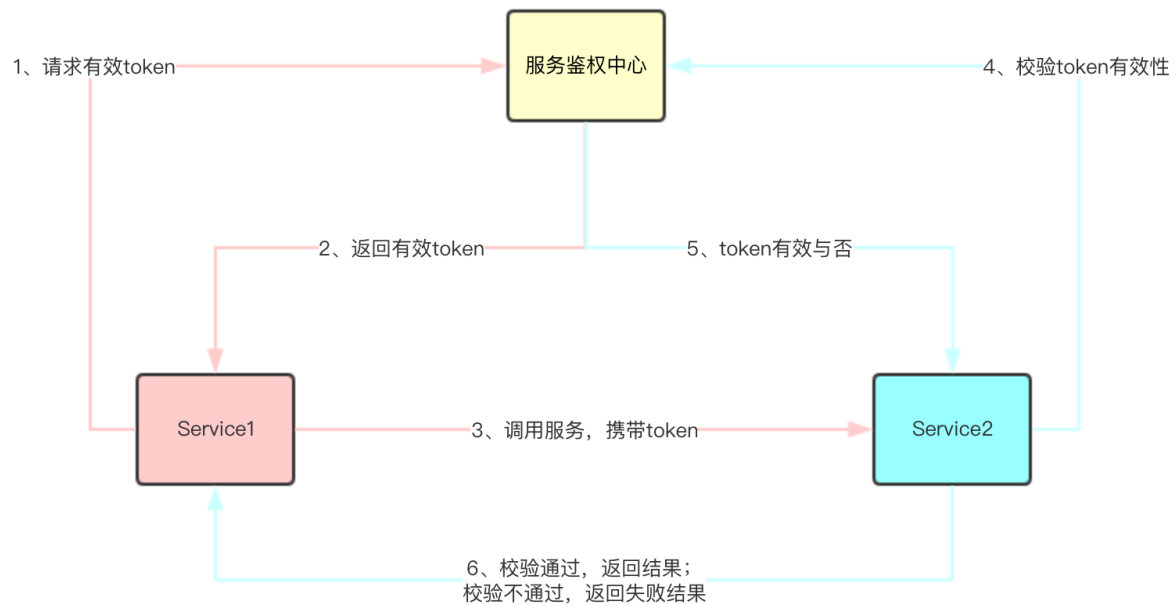 服务鉴权中心
1、请求有效token
4、校验token有效性
2、返回有效token
5、token有效与否
Service1
3、调用服务，携带token
Service2
6、校验通过，返回结果；
校验不通过，返回失败结果